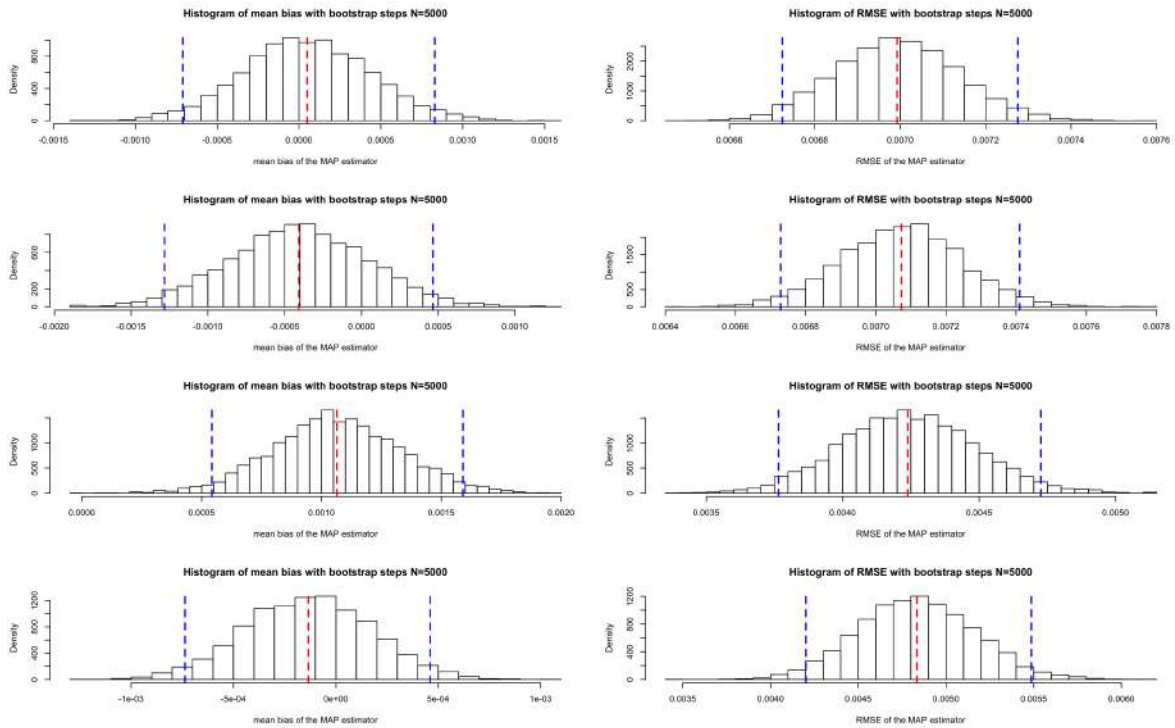 Histogram of mean bias with bootstrap steps N=5000
Density
0 400 800
-0.0015 -0.0010 -0.0005 0.0000 0.0005 0.0010 0.0015
mean bias of the MAP estimator
Histogram of RMSE with bootstrap steps N=5000
Density
0 1000 2000
0.0066 0.0068 0.0070 0.0072 0.0074 0.0076
RMSE of the MAP estimator
Histogram of mean bias with bootstrap steps N=5000
Density
0 200 600
-0.0020 -0.0015 -0.0010 -0.0005 0.0000 0.0005 0.0010
mean bias of the MAP estimator
Histogram of RMSE with bootstrap steps N=5000
Density
0 500 1500
0.0064 0.0066 0.0068 0.0070 0.0072 0.0074 0.0076 0.0078
RMSE of the MAP estimator
Histogram of mean bias with bootstrap steps N=5000
Density
0 500 1000
0.0000 0.0005 0.0010 0.0015 0.0020
mean bias of the MAP estimator
Histogram of RMSE with bootstrap steps N=5000
Density
0 500 1000
0.0035 0.0040 0.0045 0.0050
RMSE of the MAP estimator
Histogram of mean bias with bootstrap steps N=5000
Density
0 400 800 1200
-1e-03 -5e-04 0e+00 5e-04 1e-03
mean bias of the MAP estimator
Histogram of RMSE with bootstrap steps N=5000
Density
0 400 800 1200
0.0035 0.0040 0.0045 0.0050 0.0055 0.0060
RMSE of the MAP estimator